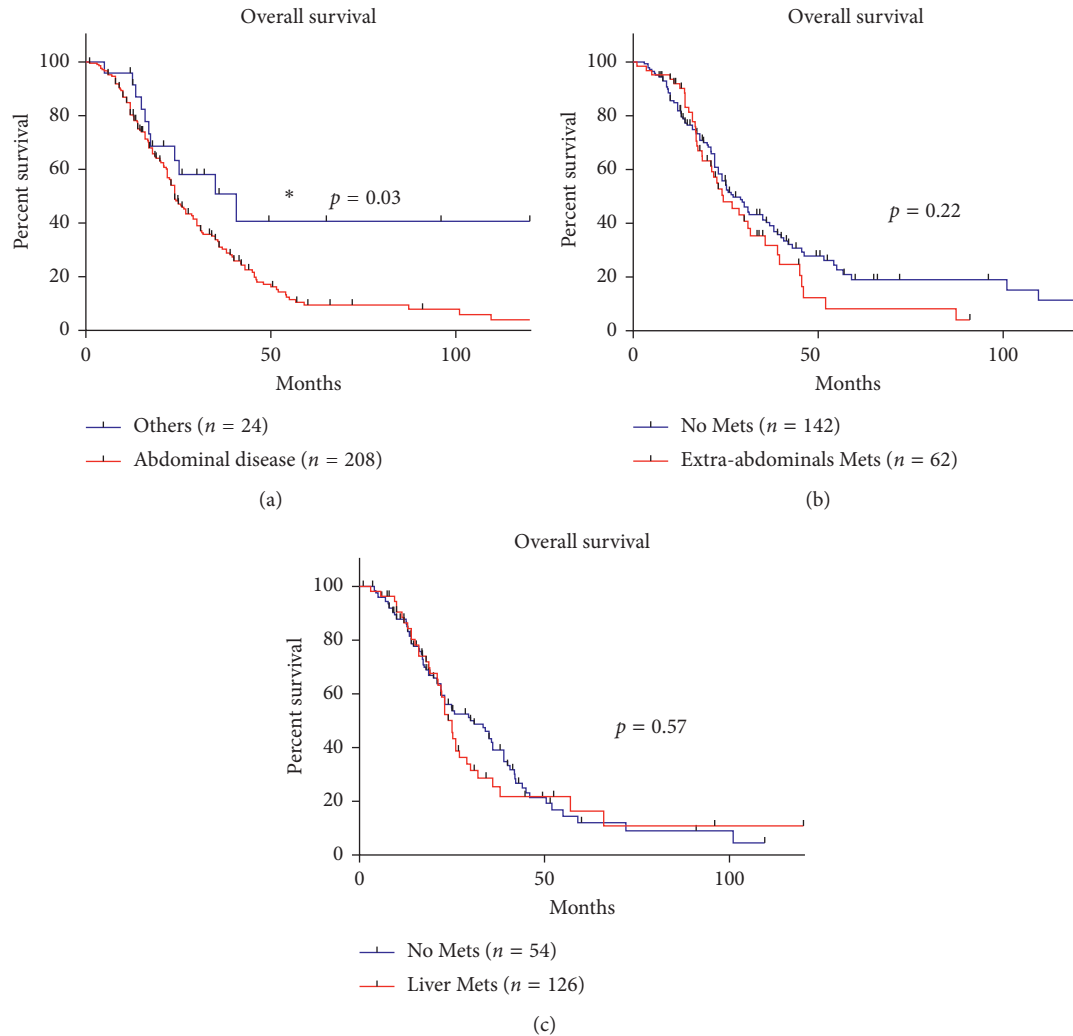 Overall survival
100
80
60
40
20
0
Percent survival
* p = 0.03
0 50 100
Months
Others (n = 24)
Abdominal disease (n = 208)
(a)
Overall survival
100
80
60
40
20
0
Percent survival
p = 0.22
0 50 100
Months
No Mets (n = 142)
Extra-abdominals Mets (n = 62)
(b)
Overall survival
100
80
60
40
20
0
Percent survival
p = 0.57
0 50 100
Months
No Mets (n = 54)
Liver Mets (n = 126)
(c)